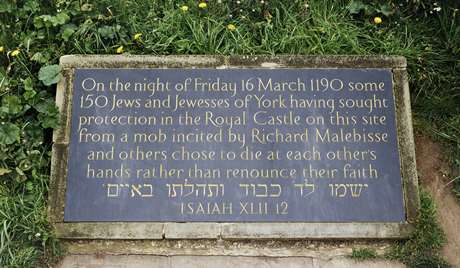 On the night of Friday 16 March 1190 some
150 Jews and Jewesses of York having sought
protection in the Royal Castle on this site
from a mob incited by Richard Malebisse
and others chose to die at each other's
hands rather than renounce their faith
ישימו לד כבוד ותהלתו באיים
ISAIAH XLII 12